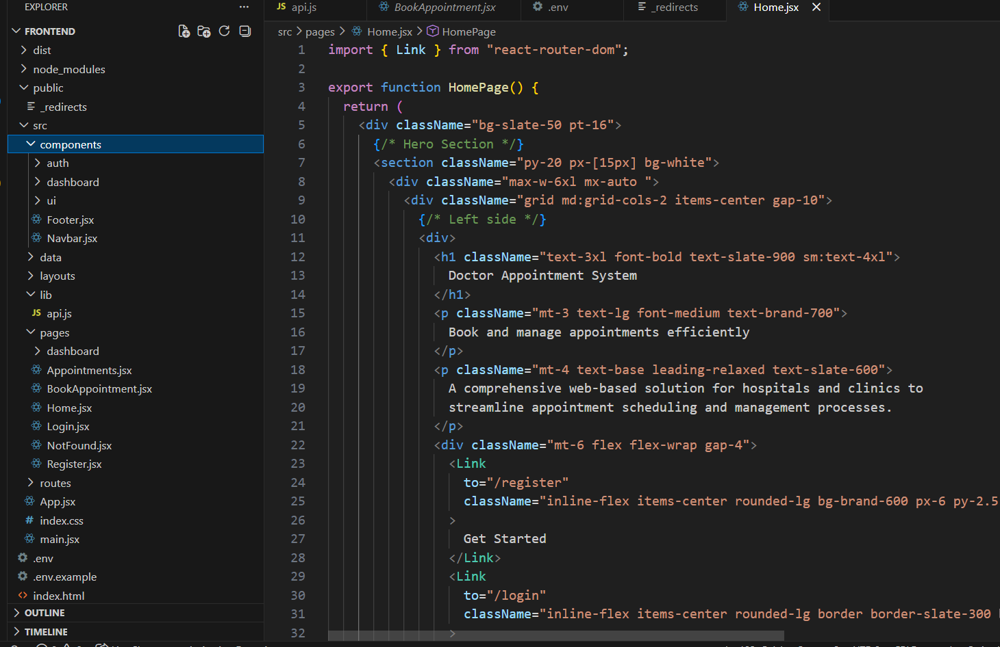 EXPLORER
...
FRONTEND
dist
node_modules
public
_redirects
src
components
auth
dashboard
ui
Footer.jsx
Navbar.jsx
data
layouts
lib
JS api.js
pages
dashboard
Appointments.jsx
BookAppointment.jsx
Home.jsx
Login.jsx
NotFound.jsx
Register.jsx
routes
App.jsx
# index.css
main.jsx
.env
.env.example
<> index.html
OUTLINE
TIMELINE
JS api.js
BookAppointment.jsx
.env
_redirects
Home.jsx
src > pages > Home.jsx > HomePage
1 import { Link } from "react-router-dom";
2
3 export function HomePage() {
4 return (
5 <div className="bg-slate-50 pt-16">
6 {/* Hero Section */}
7 <section className="py-20 px-[15px] bg-white">
8 <div className="max-w-6xl mx-auto ">
9 <div className="grid md:grid-cols-2 items-center gap-10">
10 {/* Left side */}
11 <div>
12 <h1 className="text-3xl font-bold text-slate-900 sm:text-4xl">
13 Doctor Appointment System
14 </h1>
15 <p className="mt-3 text-lg font-medium text-brand-700">
16 Book and manage appointments efficiently
17 </p>
18 <p className="mt-4 text-base leading-relaxed text-slate-600">
19 A comprehensive web-based solution for hospitals and clinics to
20 streamline appointment scheduling and management processes.
21 </p>
22 <div className="mt-6 flex flex-wrap gap-4">
23 <Link
24 to="/register"
25 className="inline-flex items-center rounded-lg bg-brand-600 px-6 py-2.5
26 >
27 Get Started
28 </Link>
29 <Link
30 to="/login"
31 className="inline-flex items-center rounded-lg border border-slate-300
32 >